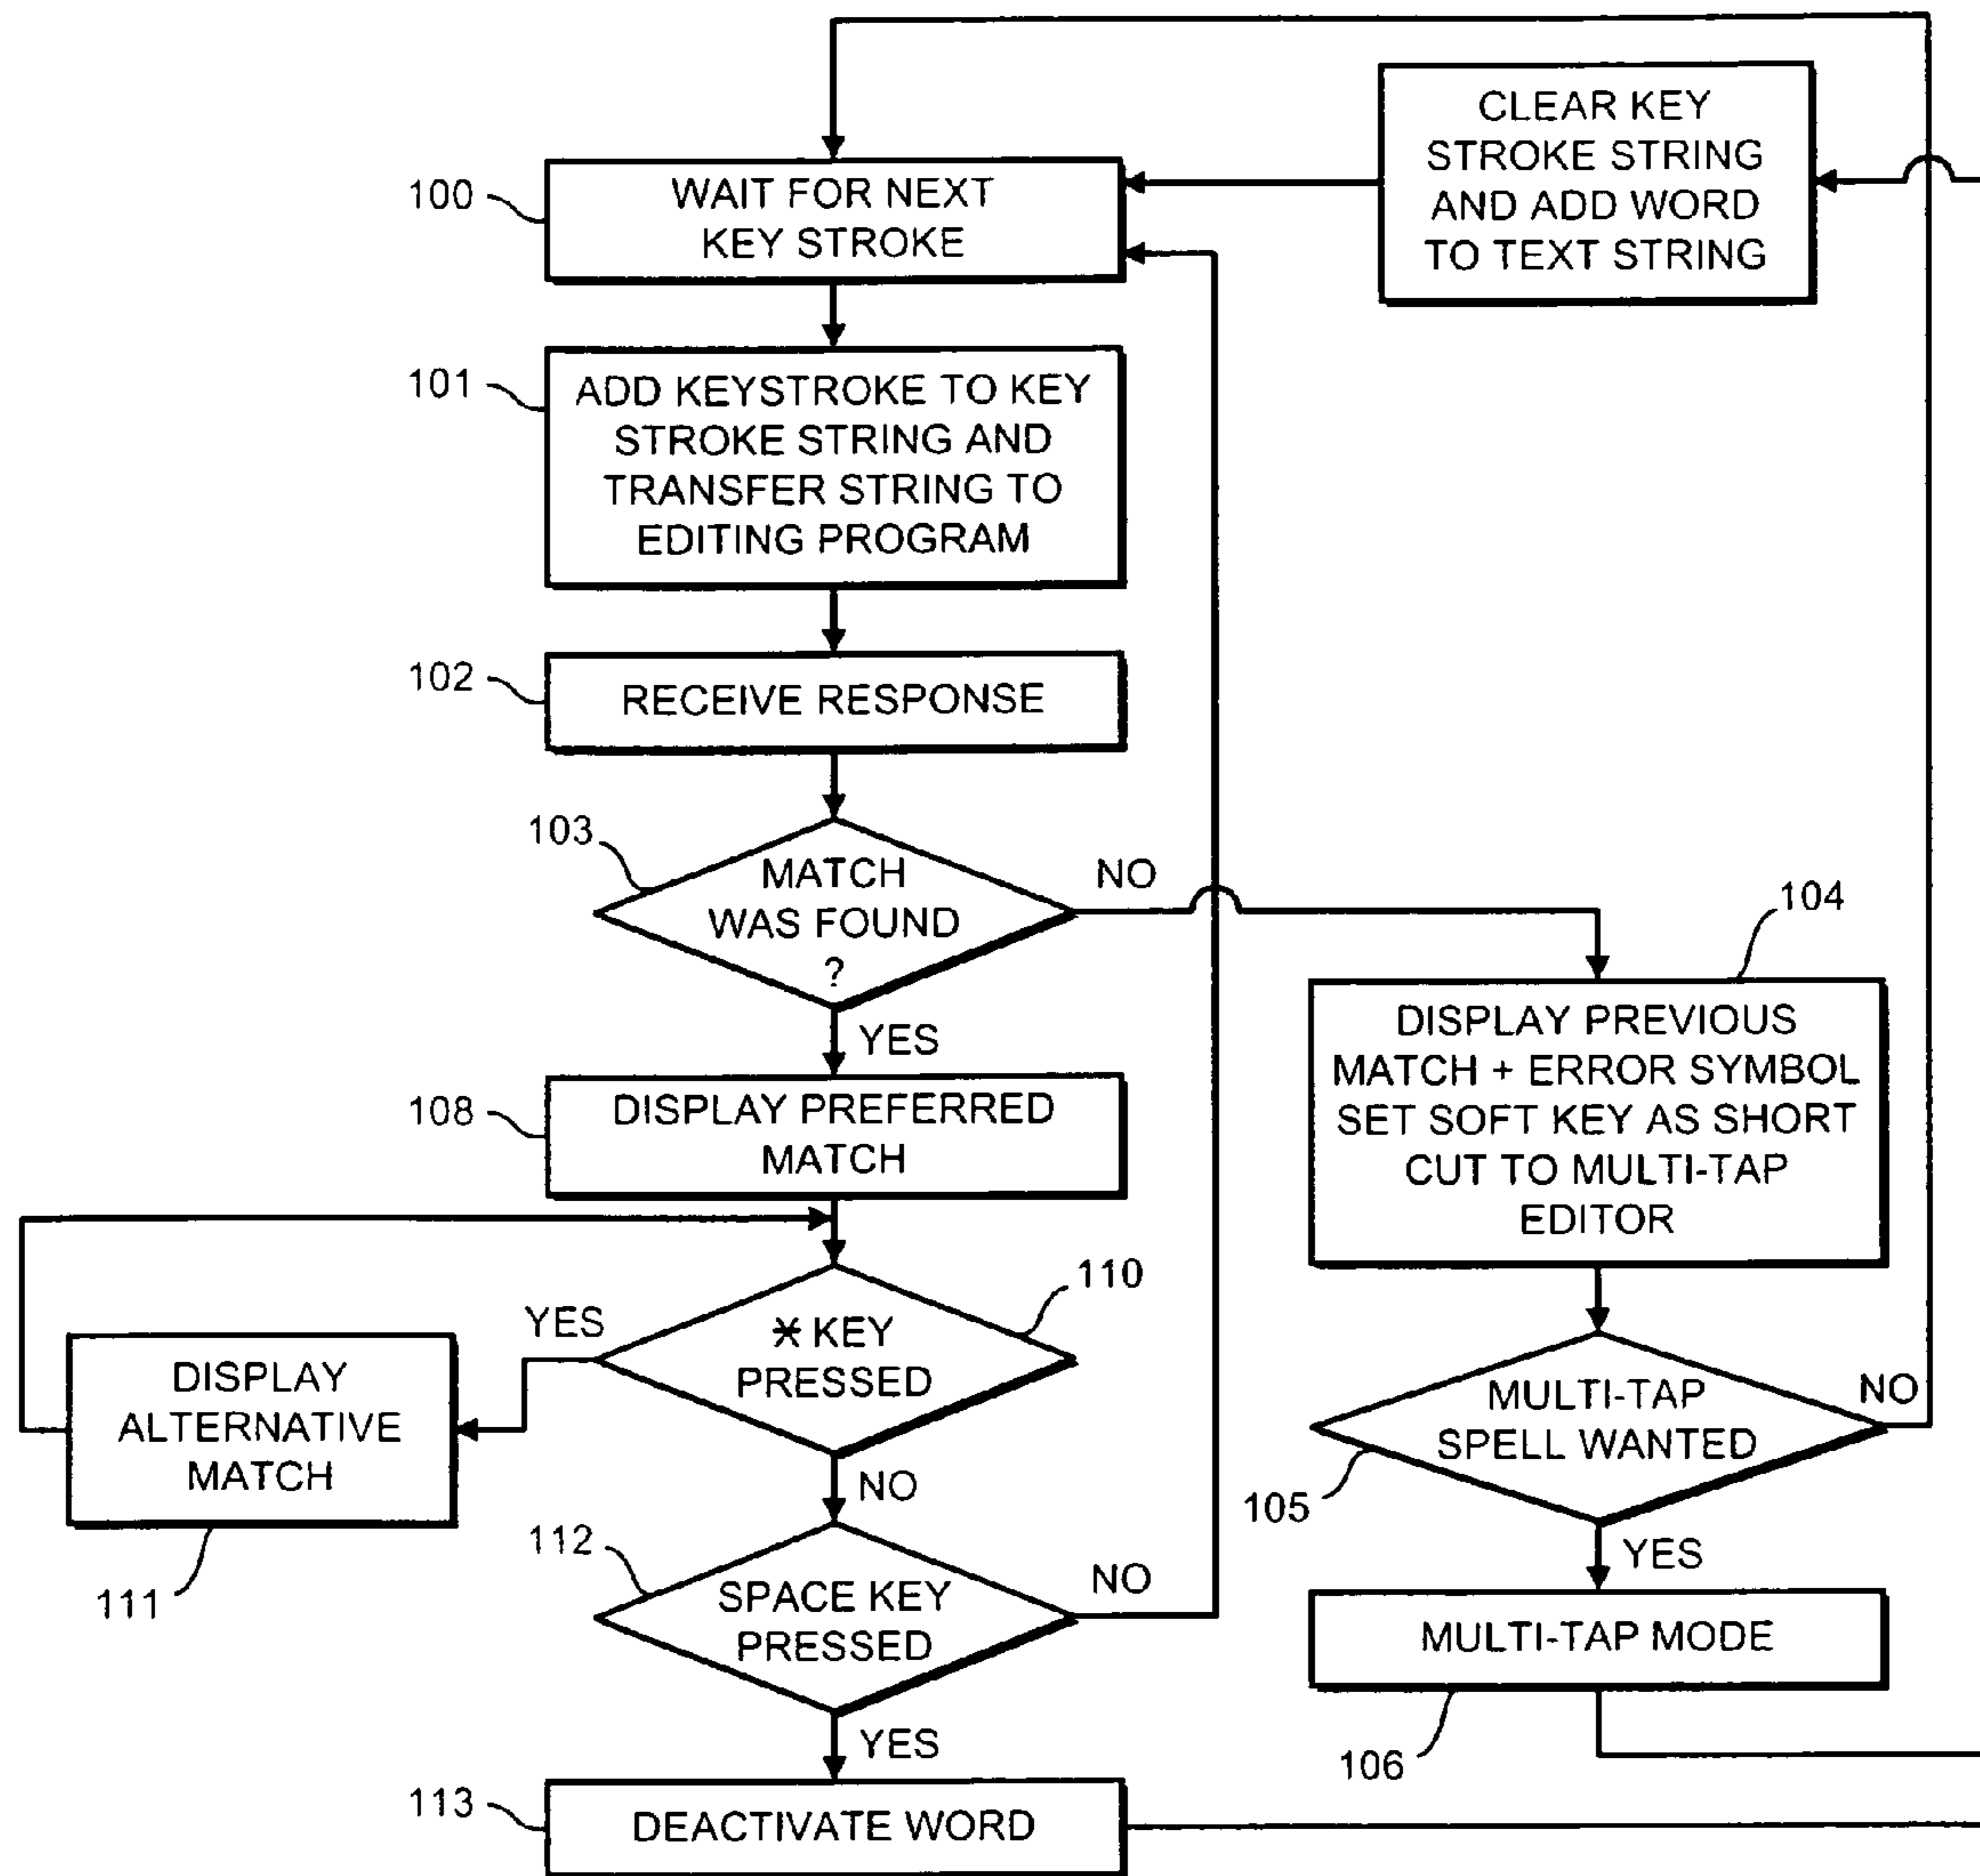 CLEAR KEY
STROKE STRING
AND ADD WORD
TO TEXT STRING
100
WAIT FOR NEXT
KEY STROKE
101
ADD KEYSTROKE TO KEY
STROKE STRING AND
TRANSFER STRING TO
EDITING PROGRAM
102
RECEIVE RESPONSE
103
MATCH
WAS FOUND
?
NO
YES
104
DISPLAY PREVIOUS
MATCH + ERROR SYMBOL
SET SOFT KEY AS SHORT
CUT TO MULTI-TAP
EDITOR
108
DISPLAY PREFERRED
MATCH
110
* KEY
PRESSED
YES
NO
DISPLAY
ALTERNATIVE
MATCH
111
105
MULTI-TAP
SPELL WANTED
NO
YES
112
SPACE KEY
PRESSED
NO
YES
MULTI-TAP MODE
106
113
DEACTIVATE WORD